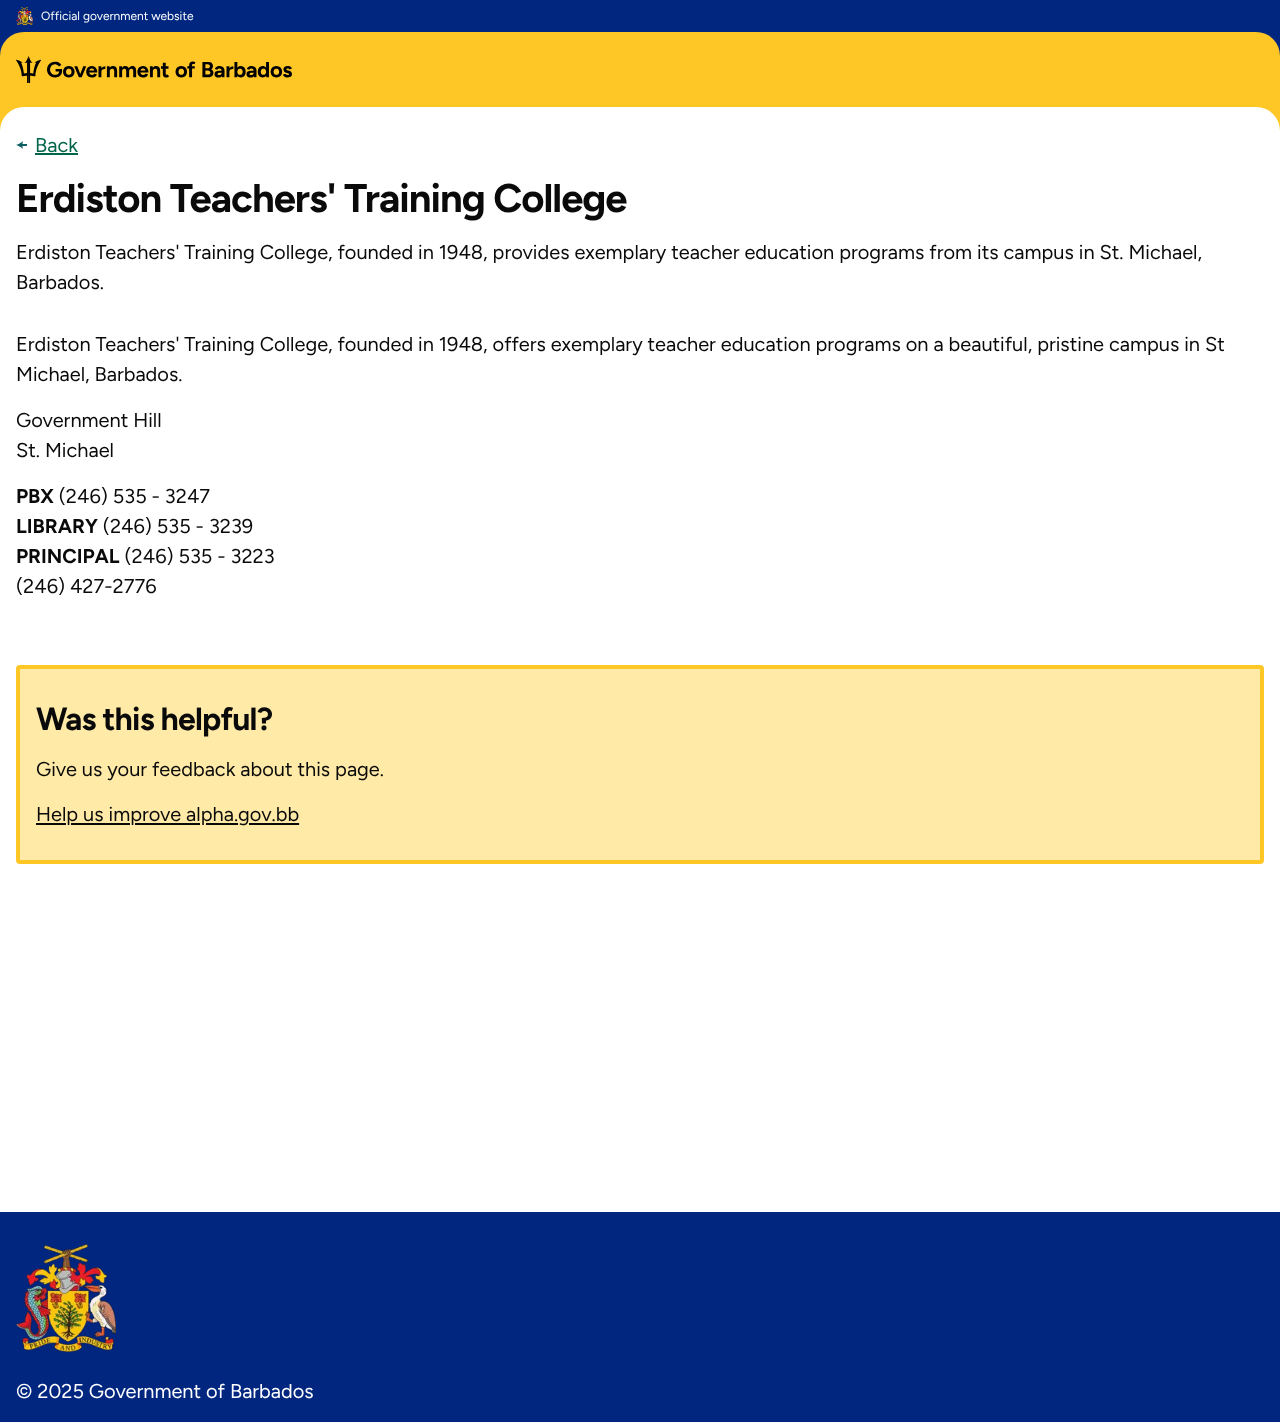 Official government website
Government of Barbados
Back
Erdiston Teachers' Training College
Erdiston Teachers' Training College, founded in 1948, provides exemplary teacher education programs from its campus in St. Michael,
Barbados.
Erdiston Teachers' Training College, founded in 1948, offers exemplary teacher education programs on a beautiful, pristine campus in St
Michael, Barbados.
Government Hill
St. Michael
PBX (246) 535 - 3247
LIBRARY (246) 535 - 3239
PRINCIPAL (246) 535 - 3223
(246) 427-2776
Was this helpful?
Give us your feedback about this page.
Help us improve alpha.gov.bb
PRIDE AND INDUSTRY
© 2025 Government of Barbados